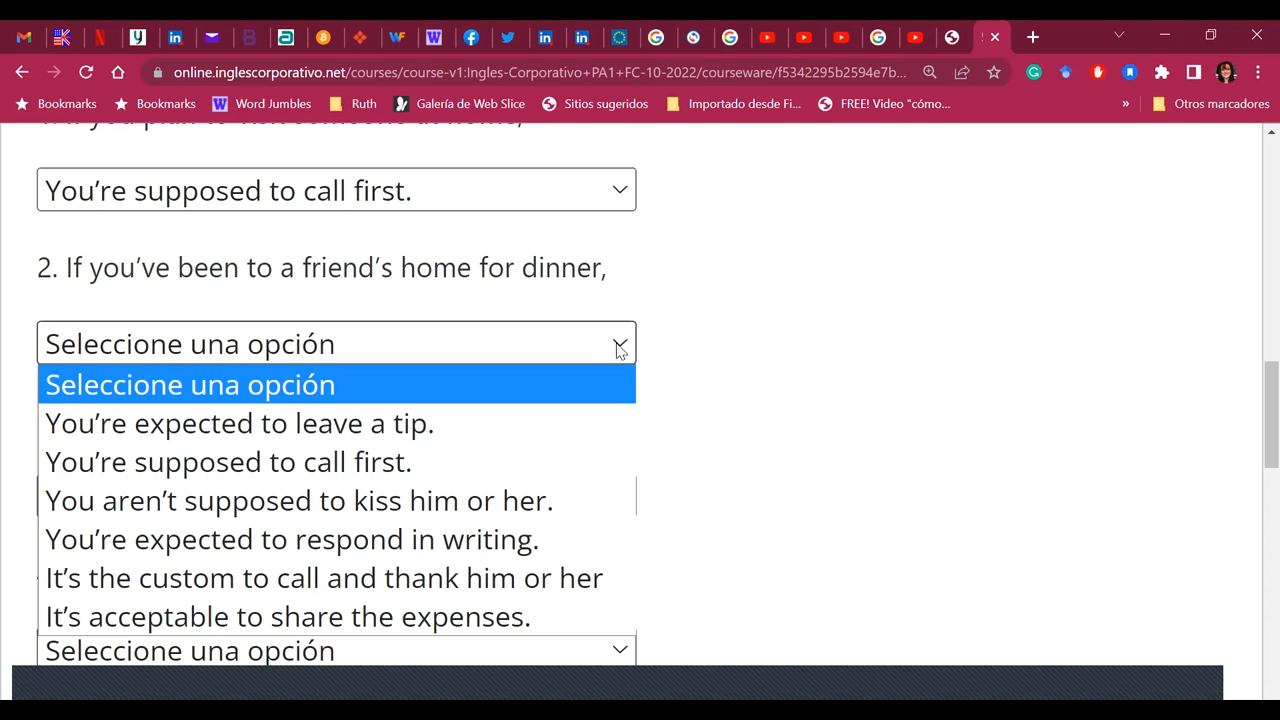 online.inglescorporativo.net/courses/course-v1:Ingles-Corporativo+PA1+FC-10-2022/courseware/f5342295b2594e7b...
Bookmarks Bookmarks Word Jumbles Ruth Galería de Web Slice Sitios sugeridos Importado desde Fi... FREE! Video "cómo... » Otros marcadores
You’re supposed to call first.
2. If you’ve been to a friend’s home for dinner,
Seleccione una opción
Seleccione una opción
You’re expected to leave a tip.
You’re supposed to call first.
You aren’t supposed to kiss him or her.
You’re expected to respond in writing.
It’s the custom to call and thank him or her
It’s acceptable to share the expenses.
Seleccione una opción